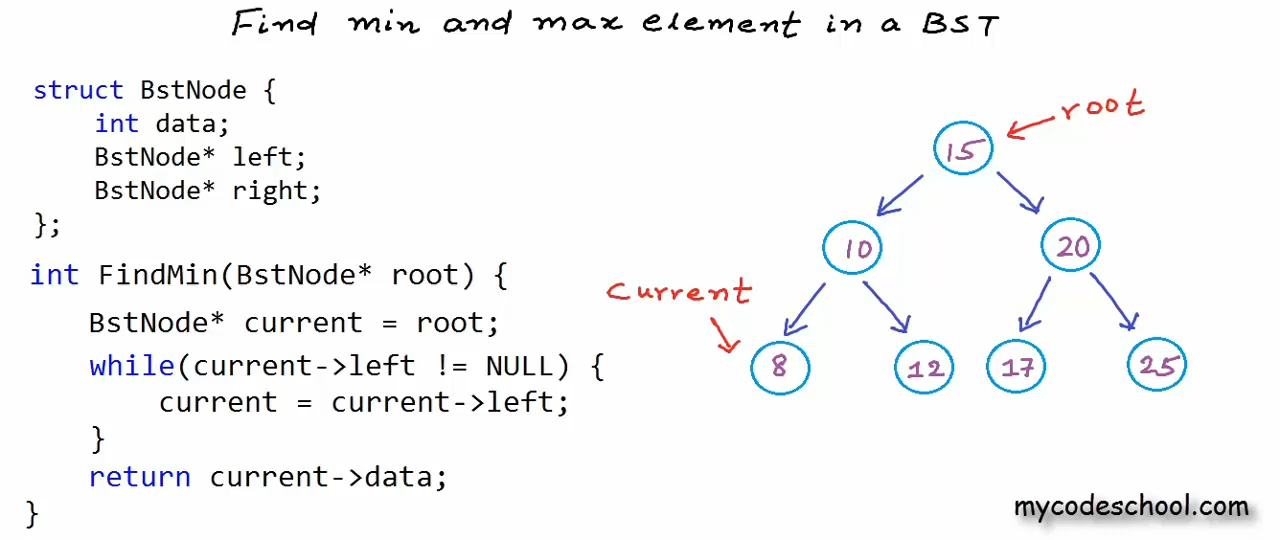 Find min and max element in a BST
struct BstNode {
int data;
BstNode* left;
BstNode* right;
};
int FindMin(BstNode* root) {
BstNode* current = root;
while(current->left != NULL) {
current = current->left;
}
return current->data;
}
root
15
10
20
Current
8
12
17
25
mycodeschool.com